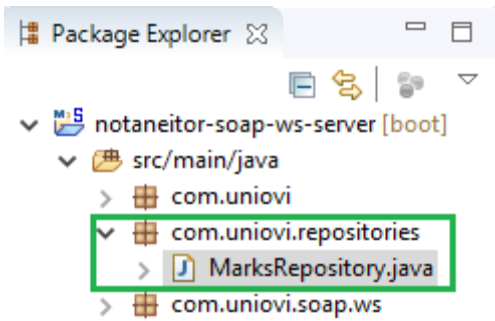 Package Explorer
notaneitor-soap-ws-server [boot]
src/main/java
com.uniovi
com.uniovi.repositories
MarksRepository.java
com.uniovi.soap.ws